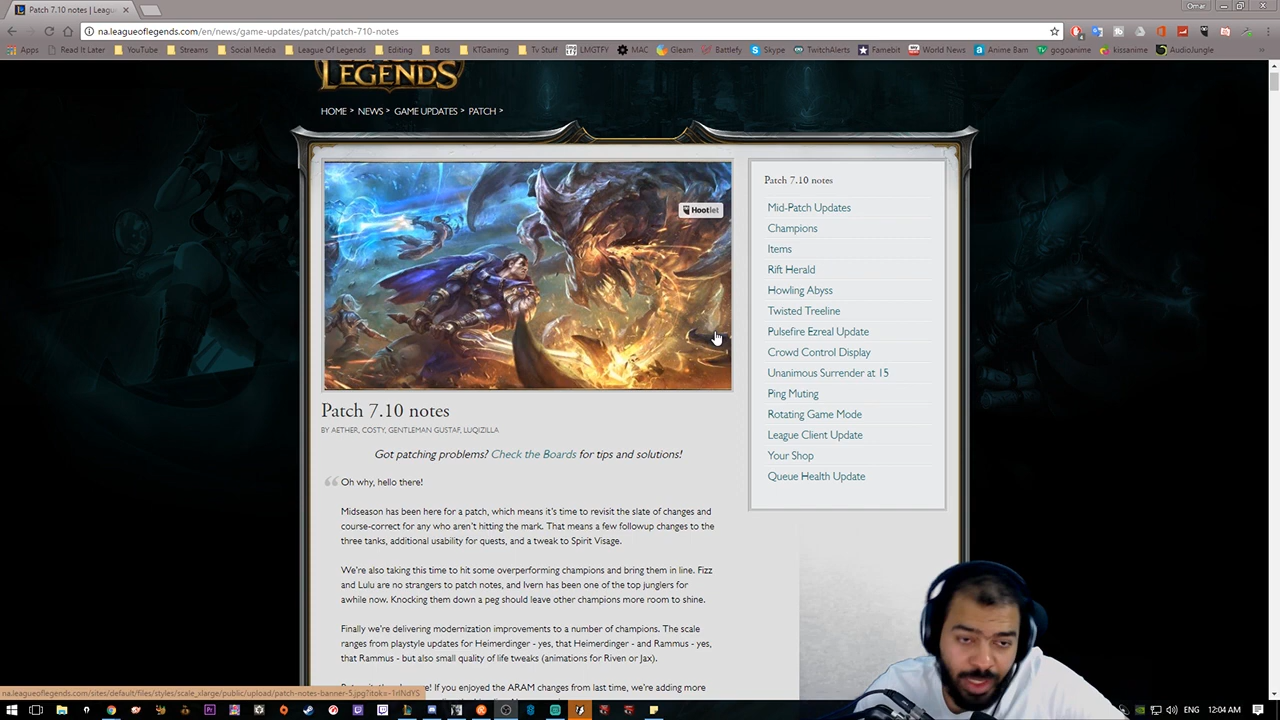 Patch 7.10 notes | Leagu
Omar
na.leagueoflegends.com/en/news/game-updates/patch/patch-710-notes
Apps Read It Later YouTube Streams Social Media League Of Legends Editing Bots KTGaming Tv Stuff LMGTFY MAC Gleam Battlefy Skype TwitchAlerts Famebit World News Anime Bam gogoanime kissanime AudioJungle
LEGENDS
HOME > NEWS > GAME UPDATES > PATCH >
Hootlet
Patch 7.10 notes
BY AETHER, COSTY, GENTLEMAN GUSTAF, LUQIZILLA
Got patching problems? Check the Boards for tips and solutions!
Oh why, hello there!
Midseason has been here for a patch, which means it's time to revisit the slate of changes and
course-correct for any who aren't hitting the mark. That means a few followup changes to the
three tanks, additional usability for quests, and a tweak to Spirit Visage.
We're also taking this time to hit some overperforming champions and bring them in line. Fizz
and Lulu are no strangers to patch notes, and Ivern has been one of the top junglers for
awhile now. Knocking them down a peg should leave other champions more room to shine.
Finally we're delivering modernization improvements to a number of champions. The scale
ranges from playstyle updates for Heimerdinger - yes, that Heimerdinger - and Rammus - yes,
that Rammus - but also small quality of life tweaks (animations for Riven or Jax).
If you enjoyed the ARAM changes from last time, we're adding more
Patch 7.10 notes
Mid-Patch Updates
Champions
Items
Rift Herald
Howling Abyss
Twisted Treeline
Pulsefire Ezreal Update
Crowd Control Display
Unanimous Surrender at 15
Ping Muting
Rotating Game Mode
League Client Update
Your Shop
Queue Health Update
na.leagueoflegends.com/sites/default/files/styles/scale_xlarge/public/upload/patch-notes-banner-5.jpg?itok=-1rlNdYS
ENG 12:04 AM